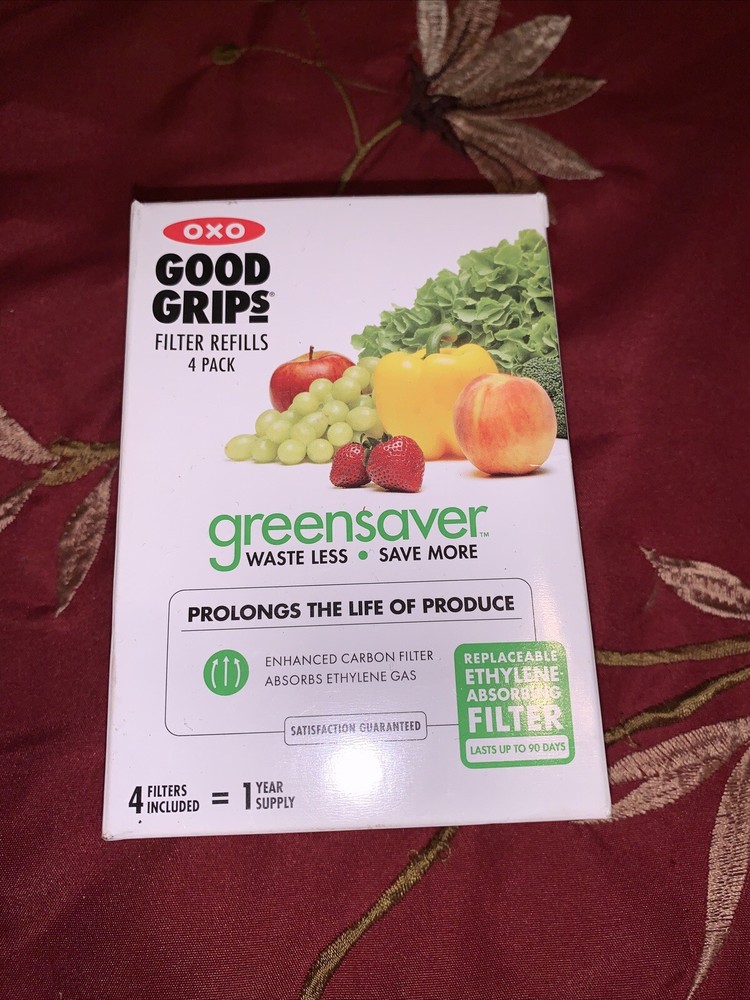 OXO
GOOD
GRIPS®
FILTER REFILLS
4 PACK
green$aver™
WASTE LESS • SAVE MORE
PROLONGS THE LIFE OF PRODUCE
ENHANCED CARBON FILTER
ABSORBS ETHYLENE GAS
SATISFACTION GUARANTEED
REPLACEABLE
ETHYLENE-
ABSORBING
FILTER
LASTS UP TO 90 DAYS
4 FILTERS INCLUDED = 1 YEAR SUPPLY